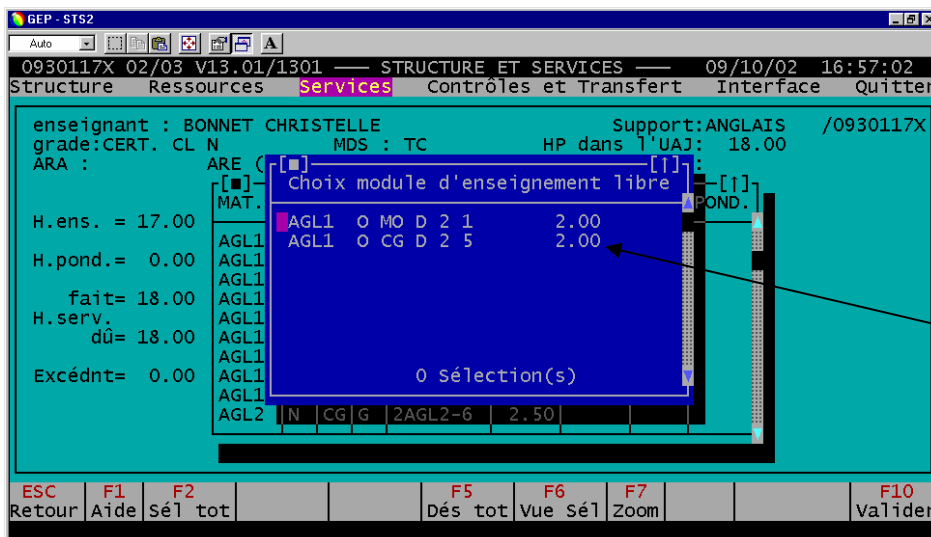 GEP - STS2
Auto
0930117X 02/03 V13.01/1301 —— STRUCTURE ET SERVICES —— 09/10/02 16:57:02
Structure Ressources Services Contrôles et Transfert Interface Quitter
enseignant : BONNET CHRISTELLE Support:ANGLAIS /0930117X
grade:CERT. CL N MDS : TC HP dans l'UAJ: 18.00
ARA : ARE ( :
Choix module d'enseignement libre
MAT. POND.
AGL1 O MO D 2 1 2.00
H.ens. = 17.00
AGL1 AGL1 O CG D 2 5 2.00
H.pond.= 0.00 AGL1
AGL1
fait= 18.00 AGL1
H.serv. AGL1
dû= 18.00 AGL1
AGL1
Excédnt= 0.00 AGL1 0 Sélection(s)
AGL1
AGL2 N CG G 2AGL2-6 2.50
ESC F1 F2 F5 F6 F7 F10
Retour Aide Sél tot Dés tot Vue Sél Zoom Valider